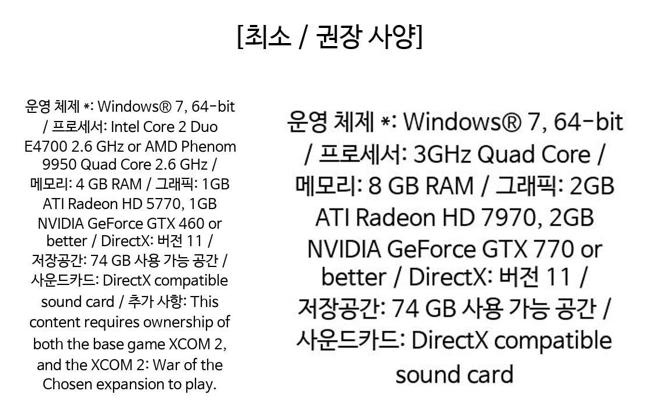 [최소 / 권장 사양]
운영 체제 *: Windows® 7, 64-bit
/ 프로세서: Intel Core 2 Duo
E4700 2.6 GHz or AMD Phenom
9950 Quad Core 2.6 GHz /
메모리: 4 GB RAM / 그래픽: 1GB
ATI Radeon HD 5770, 1GB
NVIDIA GeForce GTX 460 or
better / DirectX: 버전 11 /
저장공간: 74 GB 사용 가능 공간 /
사운드카드: DirectX compatible
sound card / 추가 사항: This
content requires ownership of
both the base game XCOM 2,
and the XCOM 2: War of the
Chosen expansion to play.
운영 체제 *: Windows® 7, 64-bit
/ 프로세서: 3GHz Quad Core /
메모리: 8 GB RAM / 그래픽: 2GB
ATI Radeon HD 7970, 2GB
NVIDIA GeForce GTX 770 or
better / DirectX: 버전 11 /
저장공간: 74 GB 사용 가능 공간 /
사운드카드: DirectX compatible
sound card